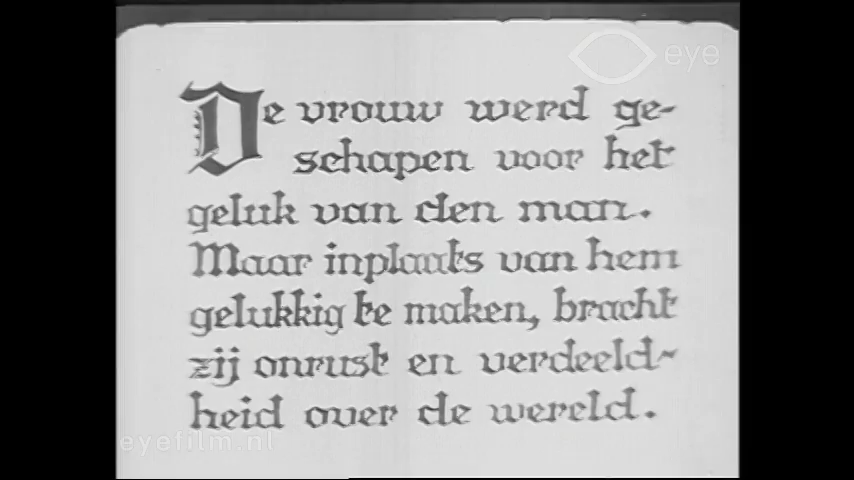 eye
De vrouw werd ge-
schapen voor het
geluk van den man.
Maar inplaats van hem
gelukkig te maken, bracht
zij onrust en verdeeld-
heid over de wereld.
eyefilm.nl